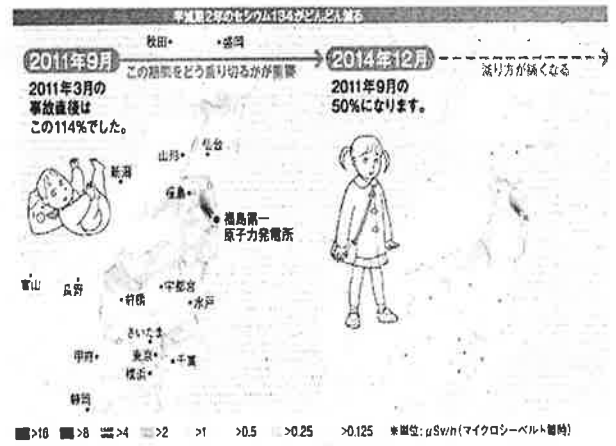 半減期2年のセシウム134がどんどん減る
2011年9月
この期間をどう乗り切るかが重要
2014年12月
減り方が鈍くなる
2011年3月の
事故直後は
この114%でした。
2011年9月の
50%になります。
秋田
盛岡
山形
仙台
新潟
福島
福島第一
原子力発電所
富山
長野
前橋
宇都宮
水戸
さいたま
甲府
東京
千葉
横浜
静岡
>16 >8 >4 >2 >1 >0.5 >0.25 >0.125 ※単位:μSv/h(マイクロシーベルト毎時)